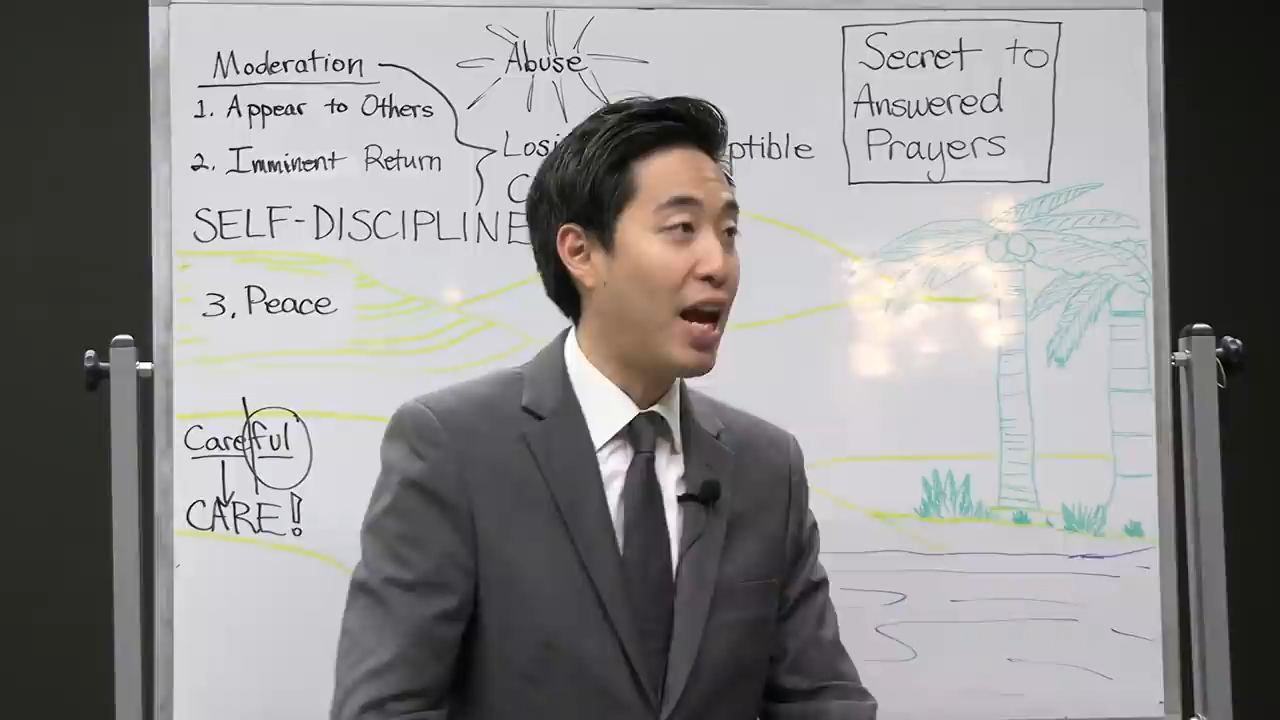 Moderation
1. Appear to Others
2. Imminent Return
SELF-DISCIPLINE
3. Peace
Careful
CARE!
Abuse
Secret to
Answered
Prayers